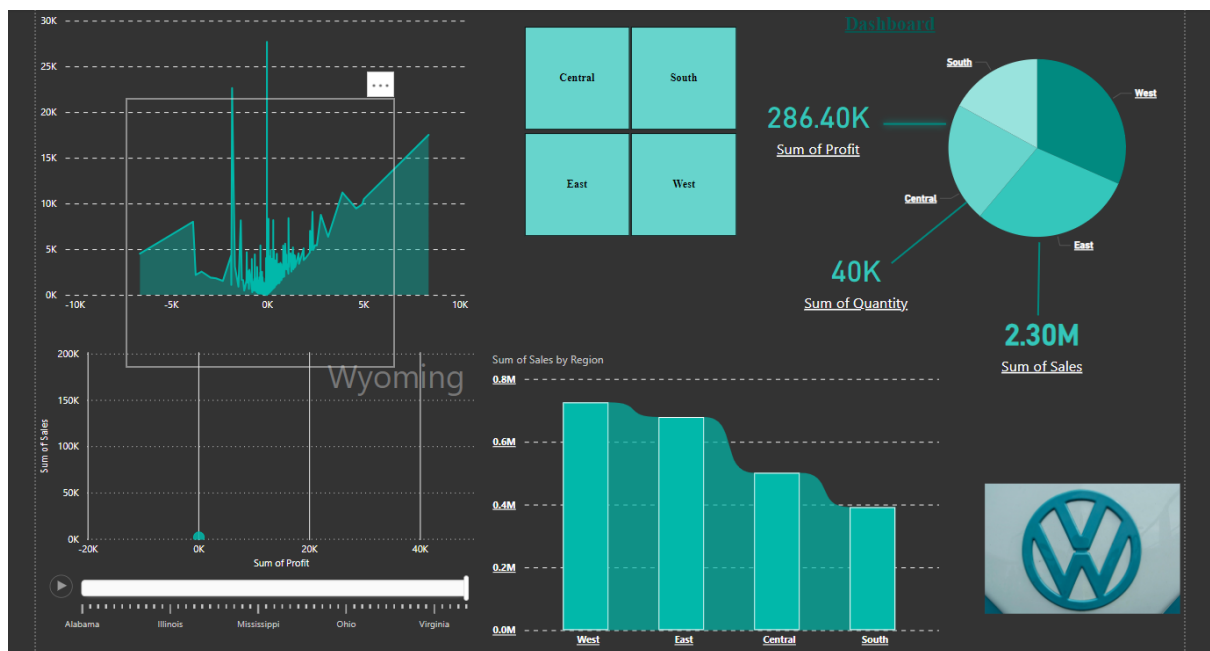 Dashboard
30K
25K
20K
15K
10K
5K
0K
-10K -5K 0K 5K 10K
Central South
East West
286.40K
Sum of Profit
40K
Sum of Quantity
2.30M
Sum of Sales
South
West
Central
East
Wyoming
200K
150K
100K
50K
0K
Sum of Sales
-20K 0K 20K 40K
Sum of Profit
Alabama Illinois Mississippi Ohio Virginia
Sum of Sales by Region
0.8M
0.6M
0.4M
0.2M
0.0M
West East Central South